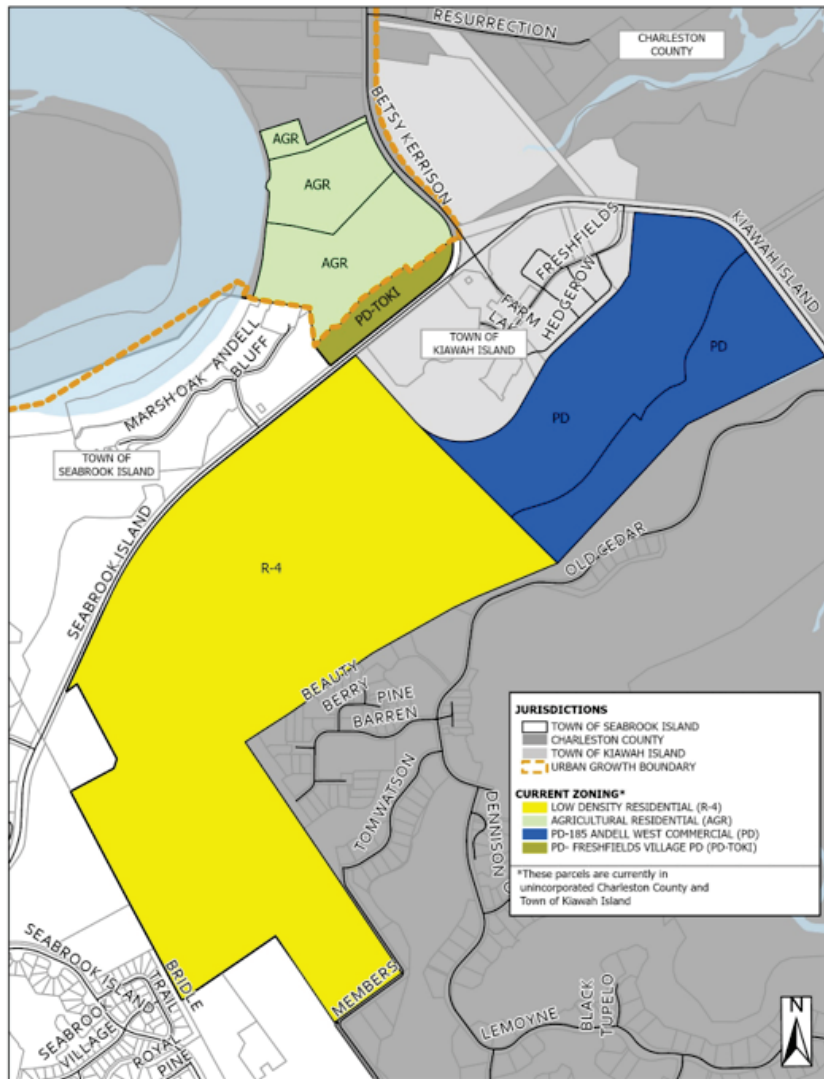 RESURRECTION
CHARLESTON
COUNTY
BETSY KERRISON
AGR
AGR
AGR
KIAWAH ISLAND
FRESHFIELDS
HEDGEROW
FARM
LAKE
PD-TOKI
TOWN OF
KIAWAH ISLAND
PD
PD
ANDELL
BLUFF
MARSH OAK
TOWN OF
SEABROOK ISLAND
SEABROOK ISLAND
R-4
OLD CEDAR
BEAUTY
BERRY
PINE
BARREN
TOM WATSON
DENNISON
JURISDICTIONS
TOWN OF SEABROOK ISLAND
CHARLESTON COUNTY
TOWN OF KIAWAH ISLAND
URBAN GROWTH BOUNDARY
CURRENT ZONING*
LOW DENSITY RESIDENTIAL (R-4)
AGRICULTURAL RESIDENTIAL (AGR)
PD-185 ANDELL WEST COMMERCIAL (PD)
PD- FRESHFIELDS VILLAGE PD (PD-TOKI)
*These parcels are currently in
unincorporated Charleston County and
Town of Kiawah Island
SEABROOK ISLAND
BRIDLE
TRAIL
MEMBERS
SEABROOK
VILLAGE
ROYAL
PINE
LEMOYNE
BLACK
TUPELO
N